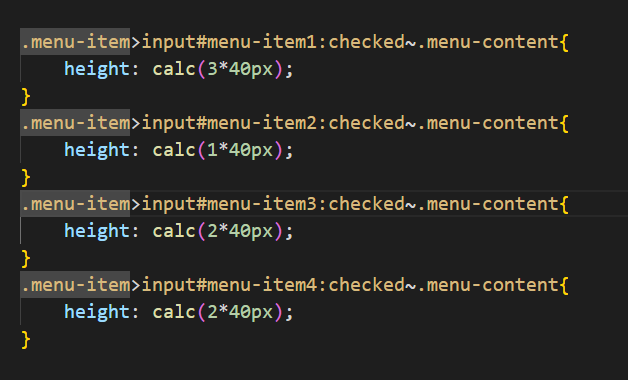 .menu-item>input#menu-item1:checked~.menu-content{
    height: calc(3*40px);
}
.menu-item>input#menu-item2:checked~.menu-content{
    height: calc(1*40px);
}
.menu-item>input#menu-item3:checked~.menu-content{
    height: calc(2*40px);
}
.menu-item>input#menu-item4:checked~.menu-content{
    height: calc(2*40px);
}